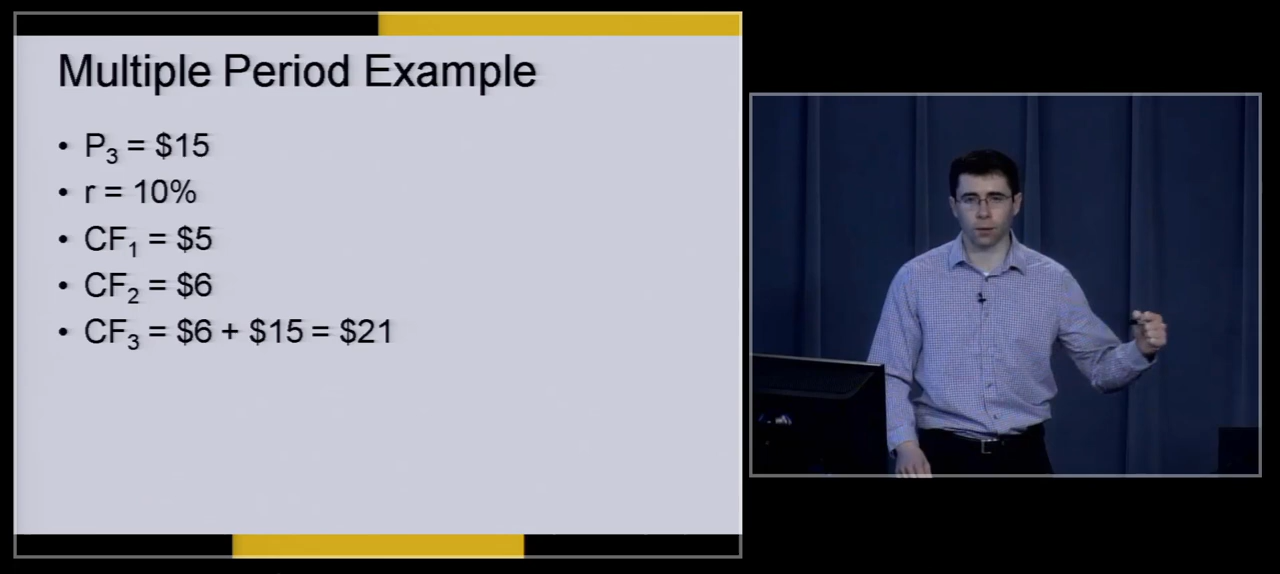 Multiple Period Example
• P₃ = $15
• r = 10%
• CF₁ = $5
• CF₂ = $6
• CF₃ = $6 + $15 = $21